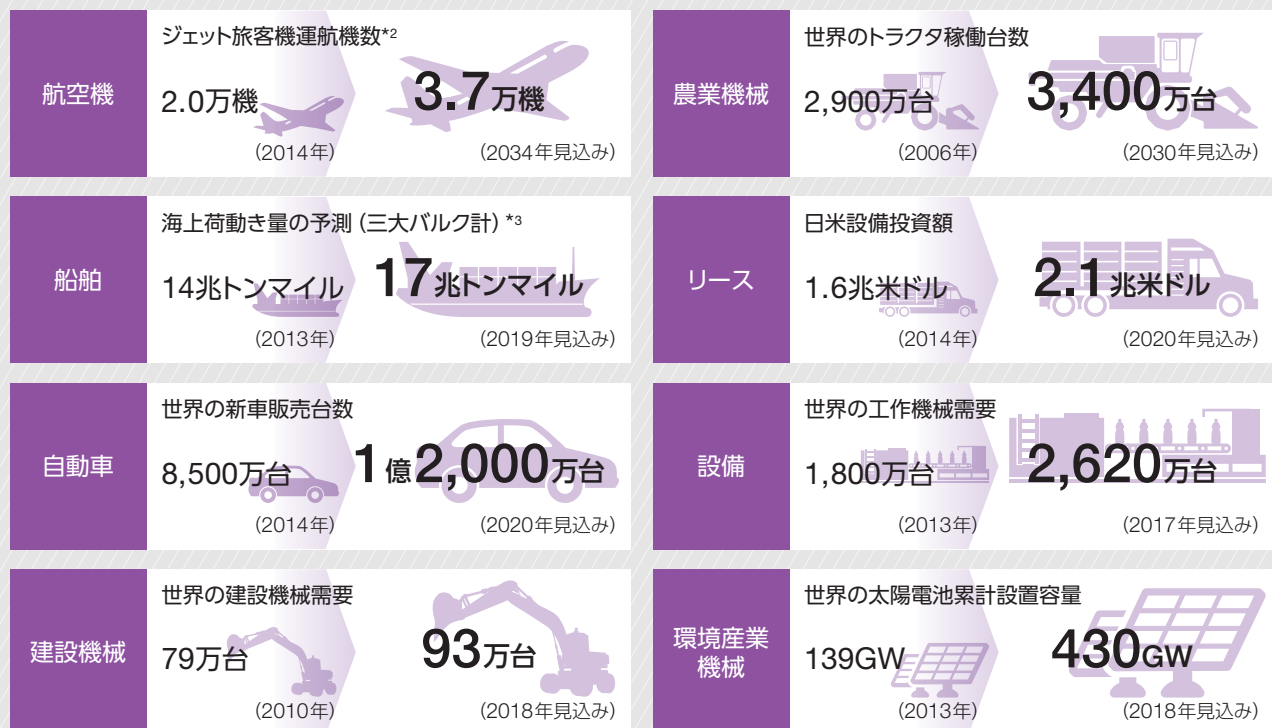 航空機
ジェット旅客機運航機数*2
2.0万機
3.7万機
(2014年)
(2034年見込み)
船舶
海上荷動き量の予測(三大バルク計)*3
14兆トンマイル
17兆トンマイル
(2013年)
(2019年見込み)
自動車
世界の新車販売台数
8,500万台
1億2,000万台
(2014年)
(2020年見込み)
建設機械
世界の建設機械需要
79万台
93万台
(2010年)
(2018年見込み)
農業機械
世界のトラクタ稼働台数
2,900万台
3,400万台
(2006年)
(2030年見込み)
リース
日米設備投資額
1.6兆米ドル
2.1兆米ドル
(2014年)
(2020年見込み)
設備
世界の工作機械需要
1,800万台
2,620万台
(2013年)
(2017年見込み)
環境産業
機械
世界の太陽電池累計設置容量
139GW
430GW
(2013年)
(2018年見込み)